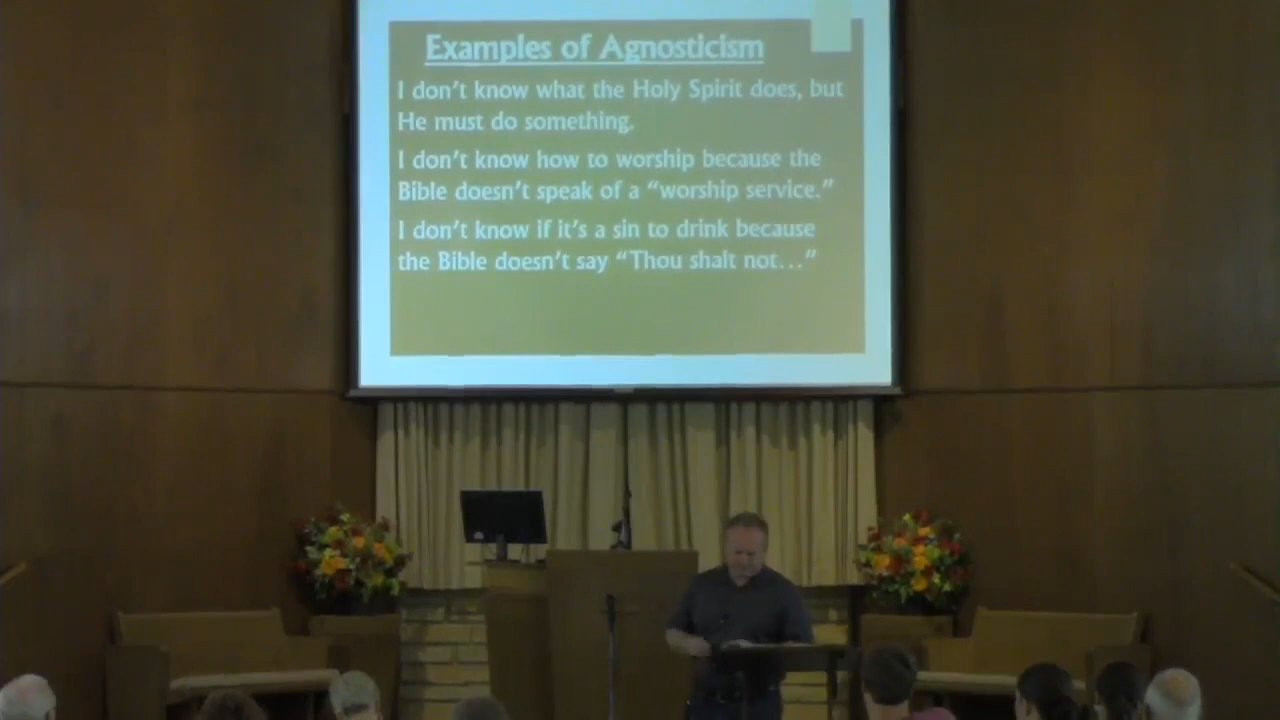 Examples of Agnosticism
I don't know what the Holy Spirit does, but
He must do something.
I don't know how to worship because the
Bible doesn't speak of a “worship service.”
I don't know if it's a sin to drink because
the Bible doesn't say “Thou shalt not...”